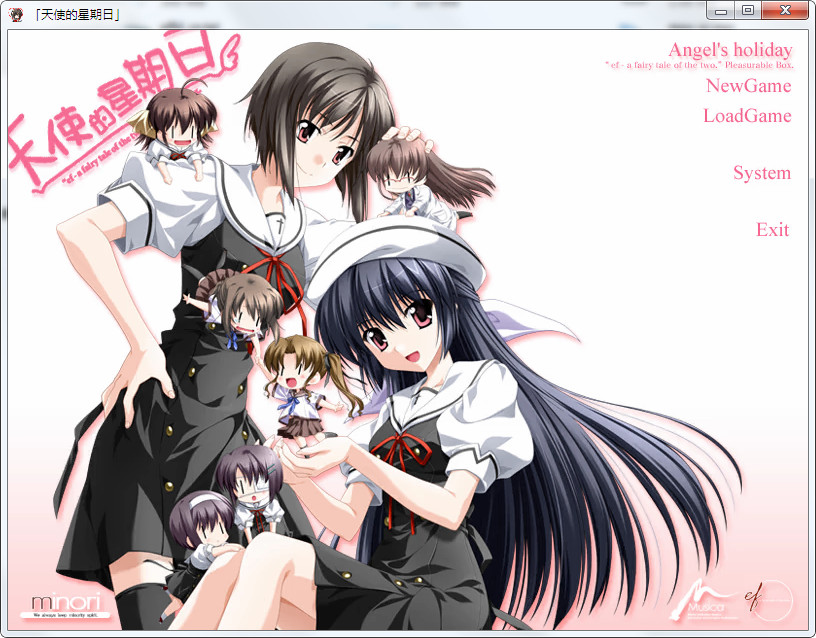 「天使的星期日」
天使的星期日
"ef - a fairy tale of the t
Angel's holiday
"ef - a fairy tale of the two." Pleasurable Box.
NewGame
LoadGame
System
Exit
minori
We always keep minority spirit.
Musica
ef